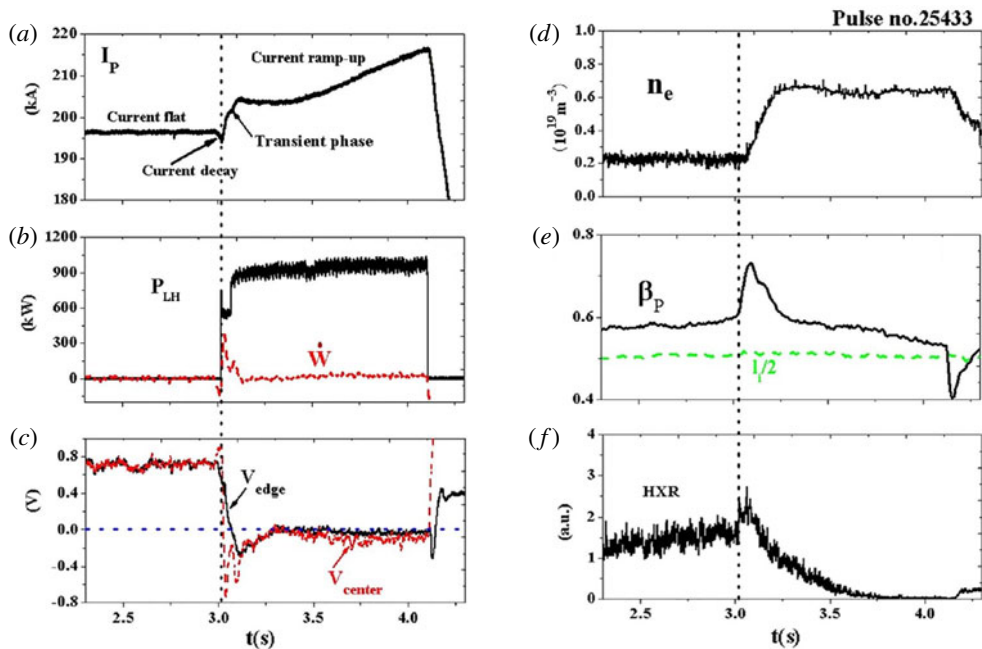 Pulse no.25433
(a)
I_P
Current ramp-up
Current flat
Transient phase
Current decay
(kA)
220
210
200
190
180
(b)
P_LH
Ẇ
(kW)
1200
900
600
300
0
(c)
V_edge
V_center
(V)
0.8
0.4
0.0
-0.4
-0.8
2.5 3.0 3.5 4.0
t(s)
(d)
n_e
(10^19 m^-3)
1.0
0.8
0.6
0.4
0.2
0.0
(e)
β_P
l_i/2
0.8
0.6
0.4
(f)
HXR
(a.u.)
4
3
2
1
0
2.5 3.0 3.5 4.0
t(s)